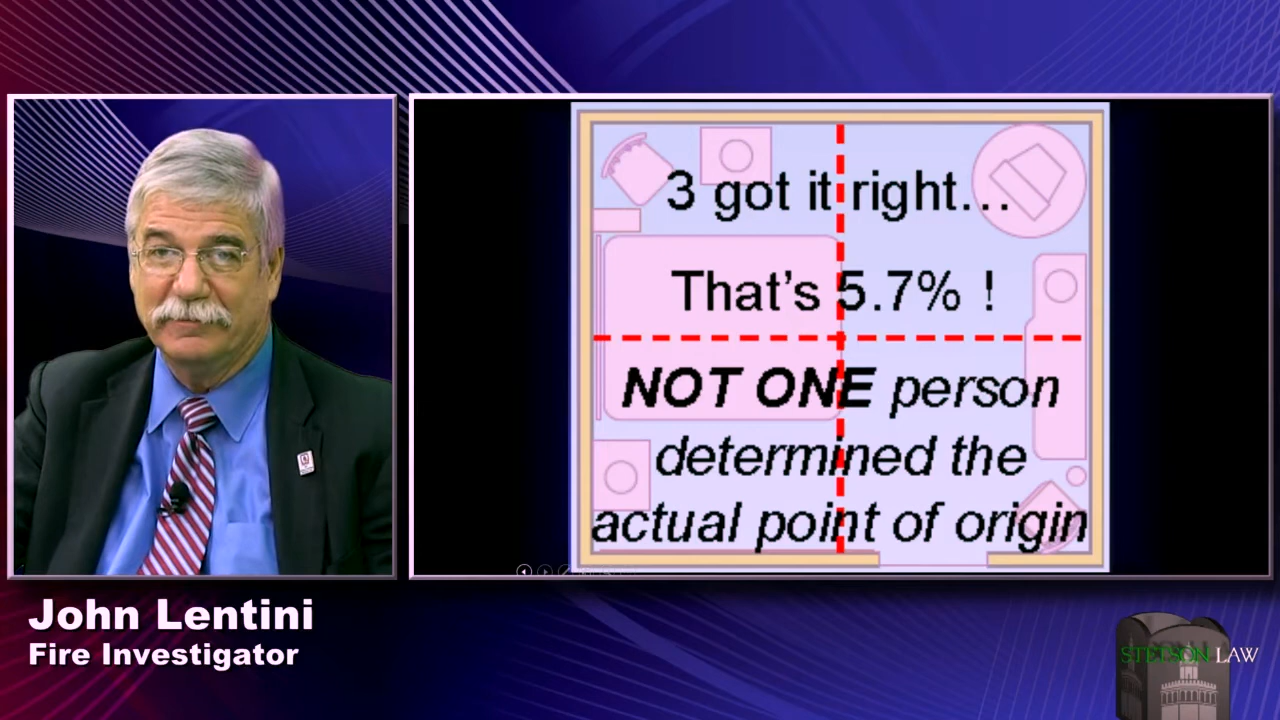 3 got it right...
That's 5.7% !
NOT ONE person
determined the
actual point of origin
John Lentini
Fire Investigator
STETSON LAW